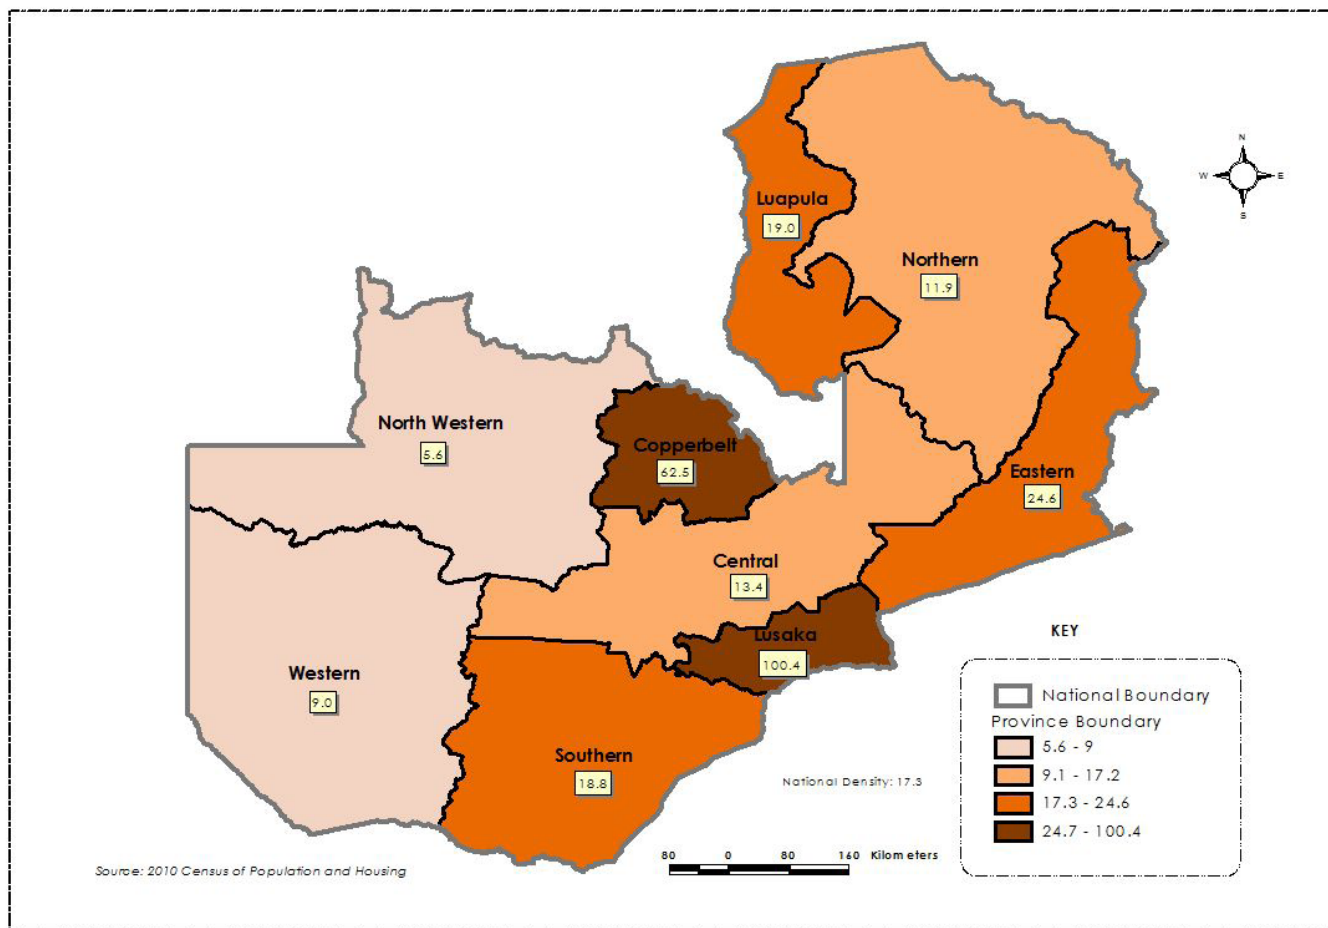 N
W
E
S
Luapula
19.0
Northern
11.9
North Western
5.6
Copperbelt
62.5
Eastern
24.6
Central
13.4
Lusaka
100.4
Western
9.0
Southern
18.8
KEY
National Boundary
Province Boundary
5.6 - 9
9.1 - 17.2
17.3 - 24.6
24.7 - 100.4
National Density: 17.3
80 0 80 160 Kilometers
Source: 2010 Census of Population and Housing